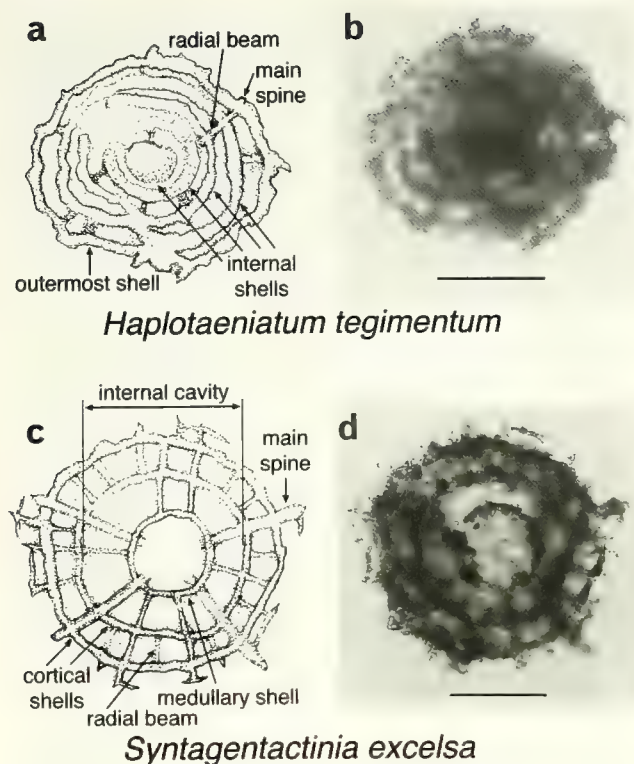 a
radial beam
main
spine
b
outermost shell
internal
shells
Haplotaeniatum tegimentum
internal cavity
c
main
spine
d
cortical
shells
radial beam
medullary shell
Syntagentactinia excelsa